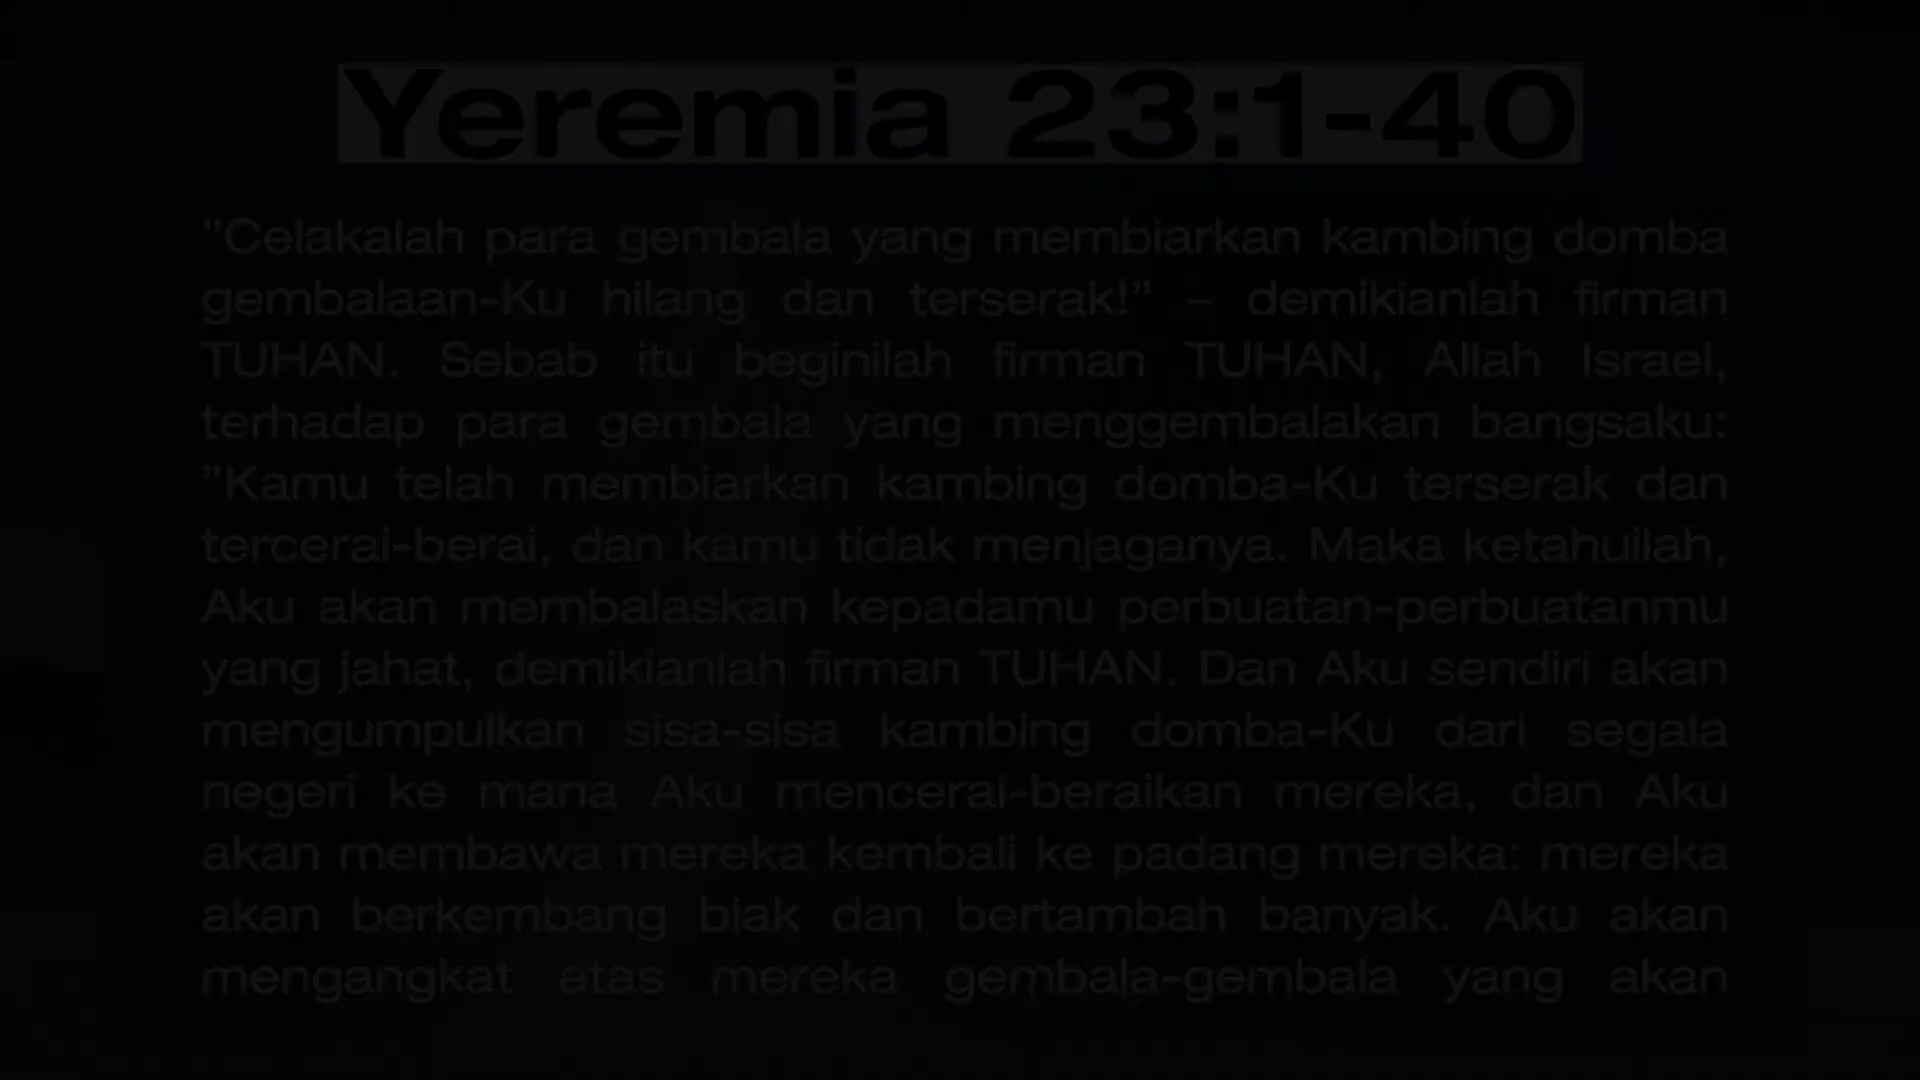 Yeremia 23:1-40
"Celakalah para gembala yang membiarkan kambing domba
gembalaan-Ku hilang dan terserak!” – demikianlah firman
TUHAN. Sebab itu beginilah firman TUHAN, Allah Israel,
terhadap para gembala yang menggembalakan bangsaku:
”Kamu telah membiarkan kambing domba-Ku terserak dan
tercerai-berai, dan kamu tidak menjaganya. Maka ketahuilah,
Aku akan membalaskan kepadamu perbuatan-perbuatanmu
yang jahat, demikianlah firman TUHAN. Dan Aku sendiri akan
mengumpulkan sisa-sisa kambing domba-Ku dari segala
negeri ke mana Aku mencerai-beraikan mereka, dan Aku
akan membawa mereka kembali ke padang mereka: mereka
akan berkembang biak dan bertambah banyak. Aku akan
mengangkat atas mereka gembala-gembala yang akan